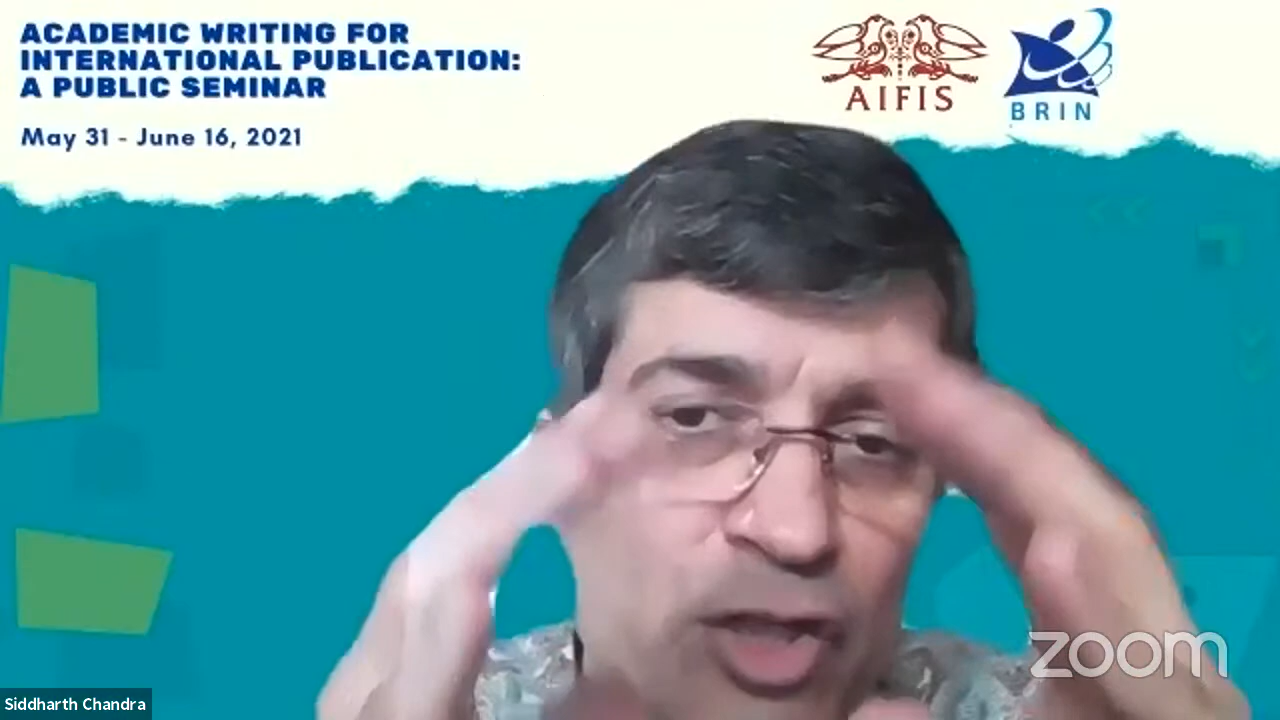 ACADEMIC WRITING FOR
INTERNATIONAL PUBLICATION:
A PUBLIC SEMINAR
May 31 - June 16, 2021
AIFIS
BRIN
zoom
Siddharth Chandra